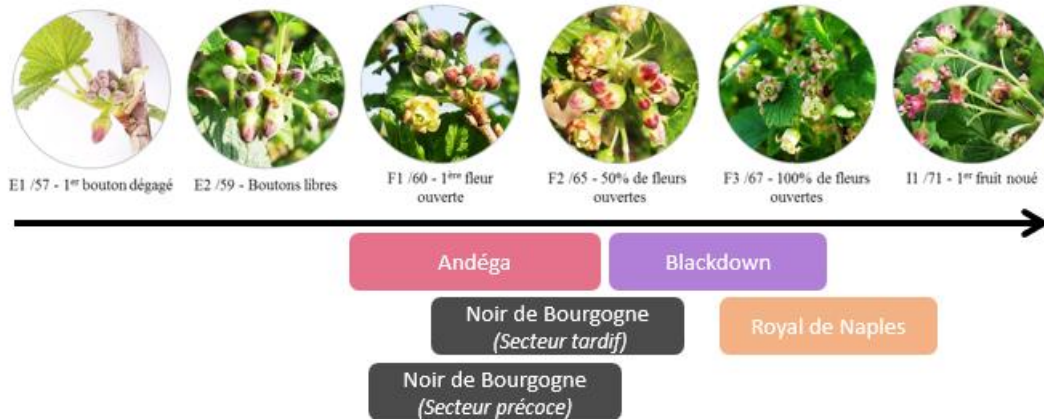 E1 /57 - 1er bouton dégagé
E2 /59 - Boutons libres
F1 /60 - 1ère fleur
ouverte
F2 /65 - 50% de fleurs
ouvertes
F3 /67 - 100% de fleurs
ouvertes
I1 /71 - 1er fruit noué
Andéga
Blackdown
Noir de Bourgogne
(Secteur tardif)
Royal de Naples
Noir de Bourgogne
(Secteur précoce)